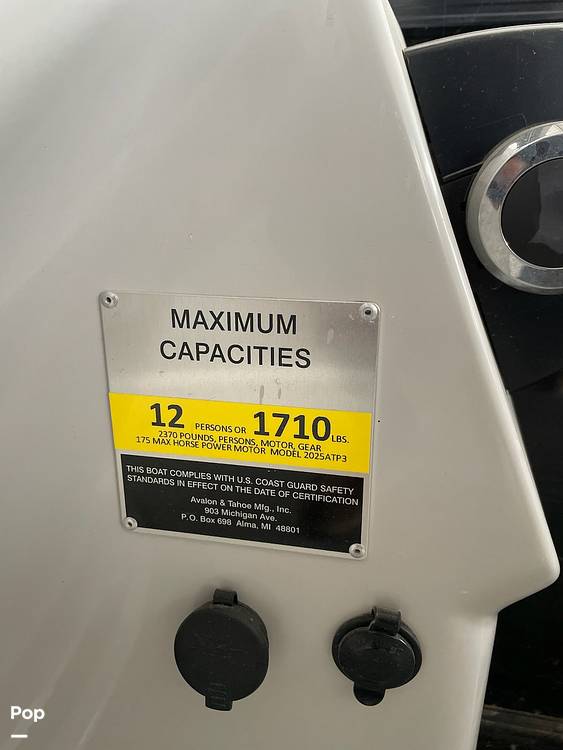 MAXIMUM
CAPACITIES
12 PERSONS OR 1710 LBS.
2370 POUNDS, PERSONS, MOTOR, GEAR
175 MAX HORSE POWER MOTOR MODEL 2025ATP3
THIS BOAT COMPLIES WITH U.S. COAST GUARD SAFETY
STANDARDS IN EFFECT ON THE DATE OF CERTIFICATION
Avalon & Tahoe Mfg., Inc.
903 Michigan Ave.
P.O. Box 698 Alma, MI 48801
Pop